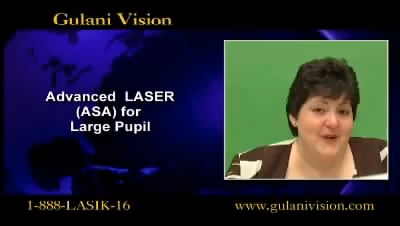 Gulani Vision
Advanced LASER
(ASA) for
Large Pupil
1-888-LASIK-16
www.gulanivision.com